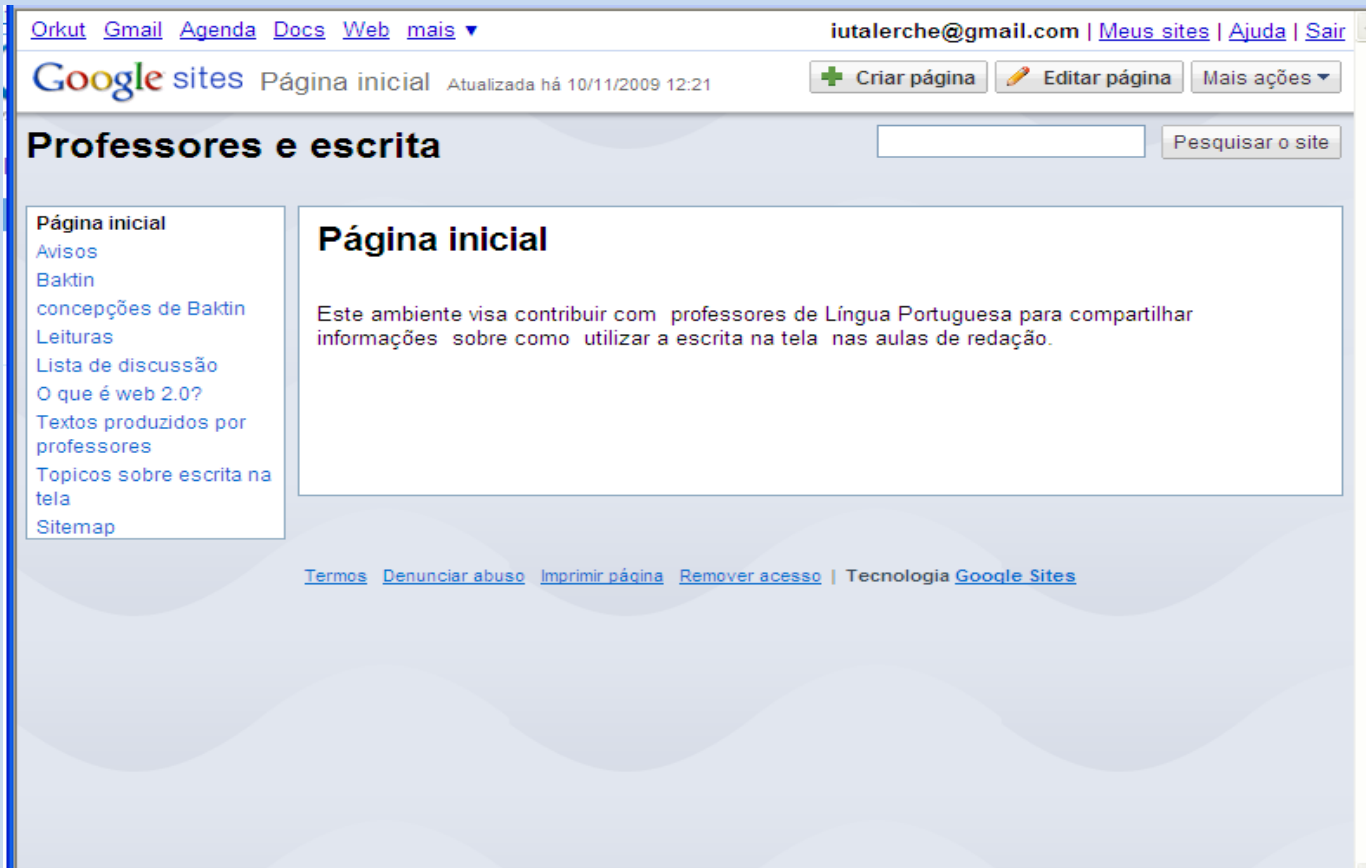 Orkut Gmail Agenda Docs Web mais ▼ iutalerche@gmail.com | Meus sites | Ajuda | Sair
Google sites Página inicial Atualizada há 10/11/2009 12:21 Criar página Editar página Mais ações ▼
Professores e escrita Pesquisar o site
Página inicial
Avisos
Baktin
concepções de Baktin
Leituras
Lista de discussão
O que é web 2.0?
Textos produzidos por
professores
Topicos sobre escrita na
tela
Sitemap
Página inicial
Este ambiente visa contribuir com professores de Língua Portuguesa para compartilhar
informações sobre como utilizar a escrita na tela nas aulas de redação.
Termos Denunciar abuso Imprimir página Remover acesso | Tecnologia Google Sites